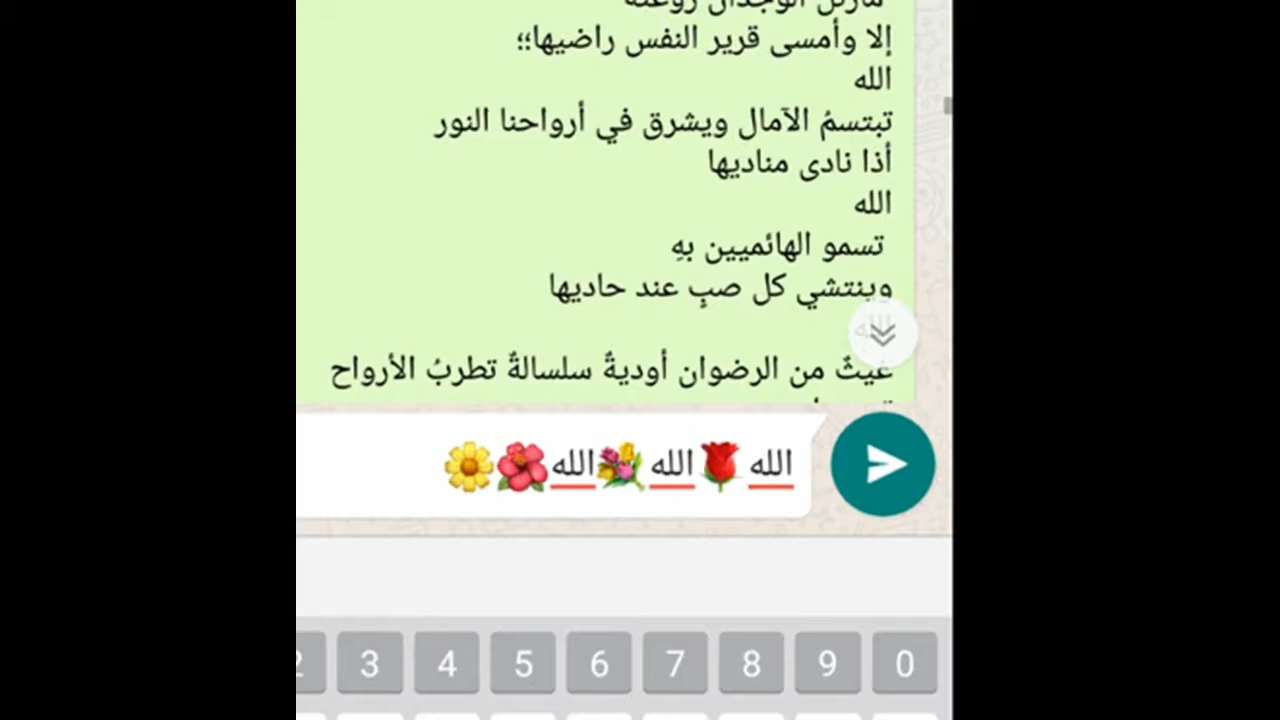 إلا وأمسى قرير النفس راضيها؛؛
الله
تبتسمُ الآمال ويشرق في أرواحنا النور
أذا نادى مناديها
الله
تسمو الهائميين بهِ
وينتشي كل صبٍ عند حاديها
الله
غيثٌ من الرضوان أوديةٌ سلسالةٌ تطربُ الأرواح
الله🌹الله💐الله🌺🌼
3 4 5 6 7 8 9 0